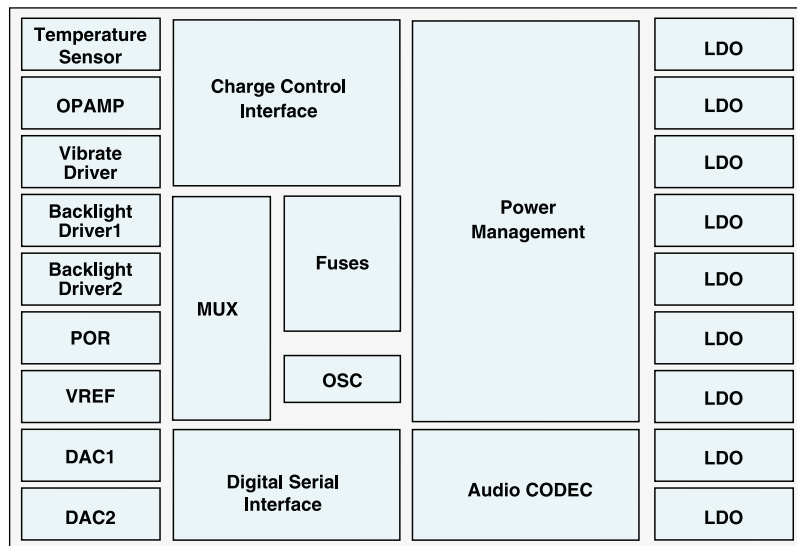 Temperature
Sensor
OPAMP
Vibrate
Driver
Backlight
Driver1
Backlight
Driver2
POR
VREF
DAC1
DAC2
Charge Control
Interface
MUX
Fuses
OSC
Digital Serial
Interface
Power
Management
Audio CODEC
LDO
LDO
LDO
LDO
LDO
LDO
LDO
LDO
LDO